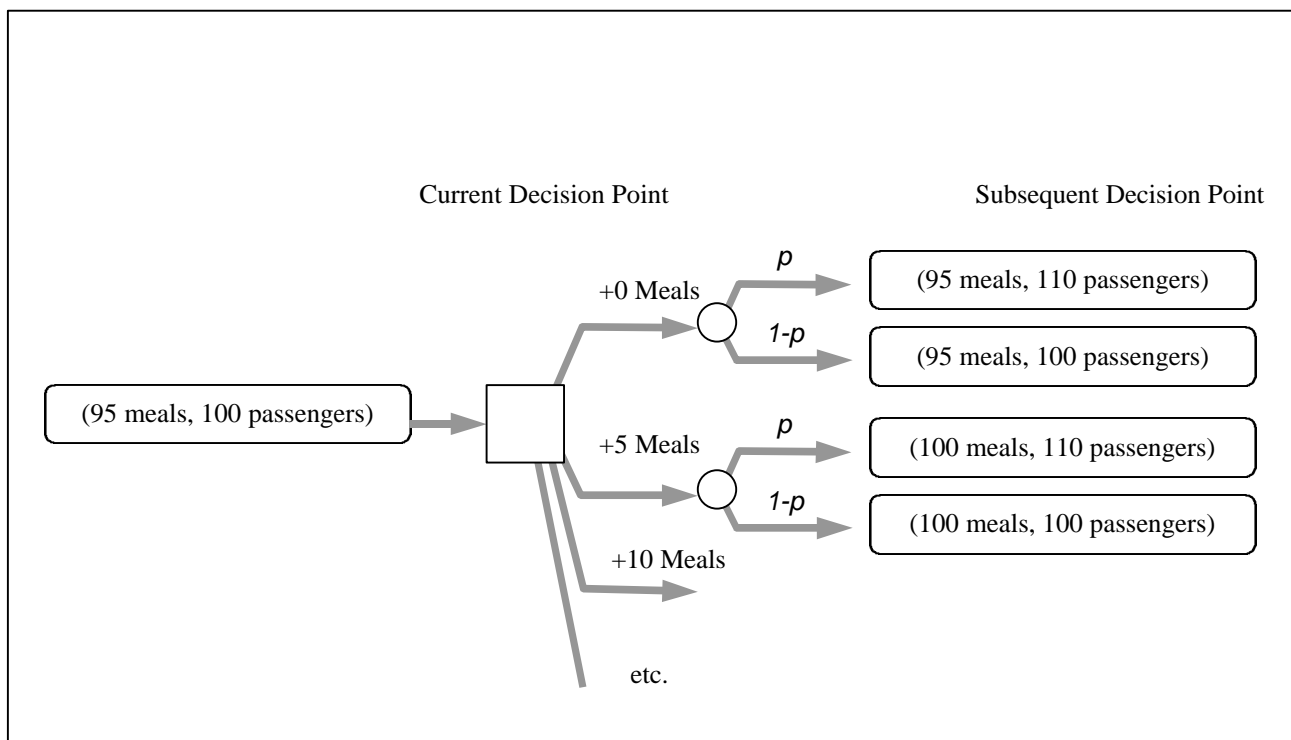 Current Decision Point
Subsequent Decision Point
p
(95 meals, 110 passengers)
+0 Meals
1-p
(95 meals, 100 passengers)
(95 meals, 100 passengers)
p
(100 meals, 110 passengers)
+5 Meals
1-p
(100 meals, 100 passengers)
+10 Meals
etc.